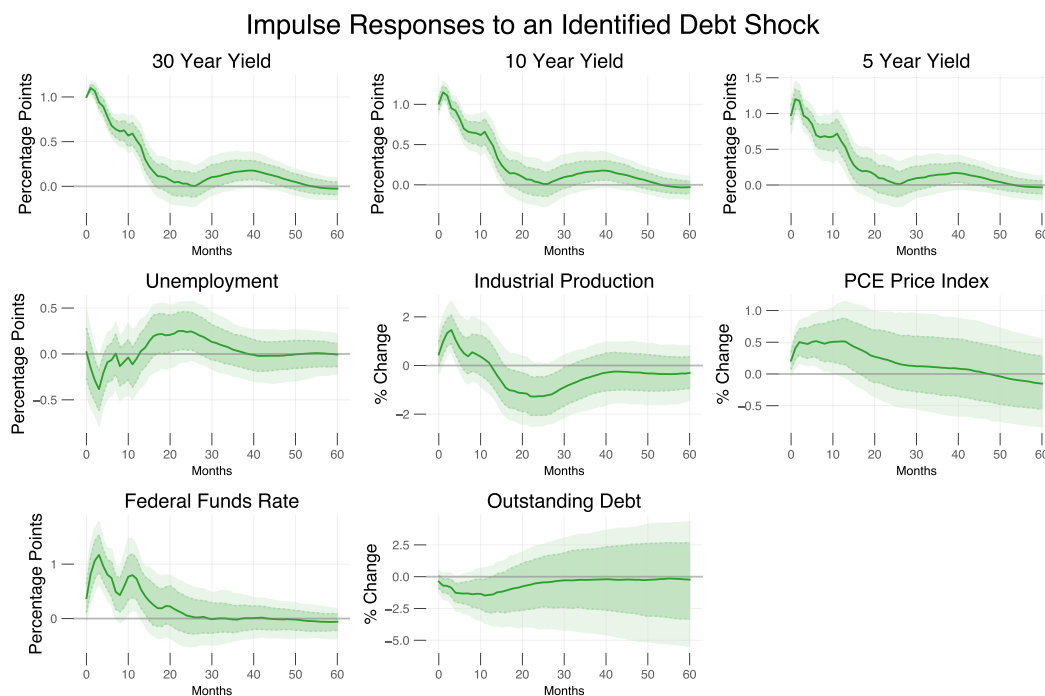 Impulse Responses to an Identified Debt Shock
30 Year Yield
Percentage Points
1.0
0.5
0.0
0 10 20 30 40 50 60
Months
10 Year Yield
Percentage Points
1.0
0.5
0.0
0 10 20 30 40 50 60
Months
5 Year Yield
Percentage Points
1.5
1.0
0.5
0.0
0 10 20 30 40 50 60
Months
Unemployment
Percentage Points
0.5
0.0
−0.5
0 10 20 30 40 50 60
Months
Industrial Production
% Change
2
0
−2
0 10 20 30 40 50 60
Months
PCE Price Index
% Change
1.0
0.5
0.0
−0.5
0 10 20 30 40 50 60
Months
Federal Funds Rate
Percentage Points
1
0
0 10 20 30 40 50 60
Months
Outstanding Debt
% Change
2.5
0.0
−2.5
−5.0
0 10 20 30 40 50 60
Months